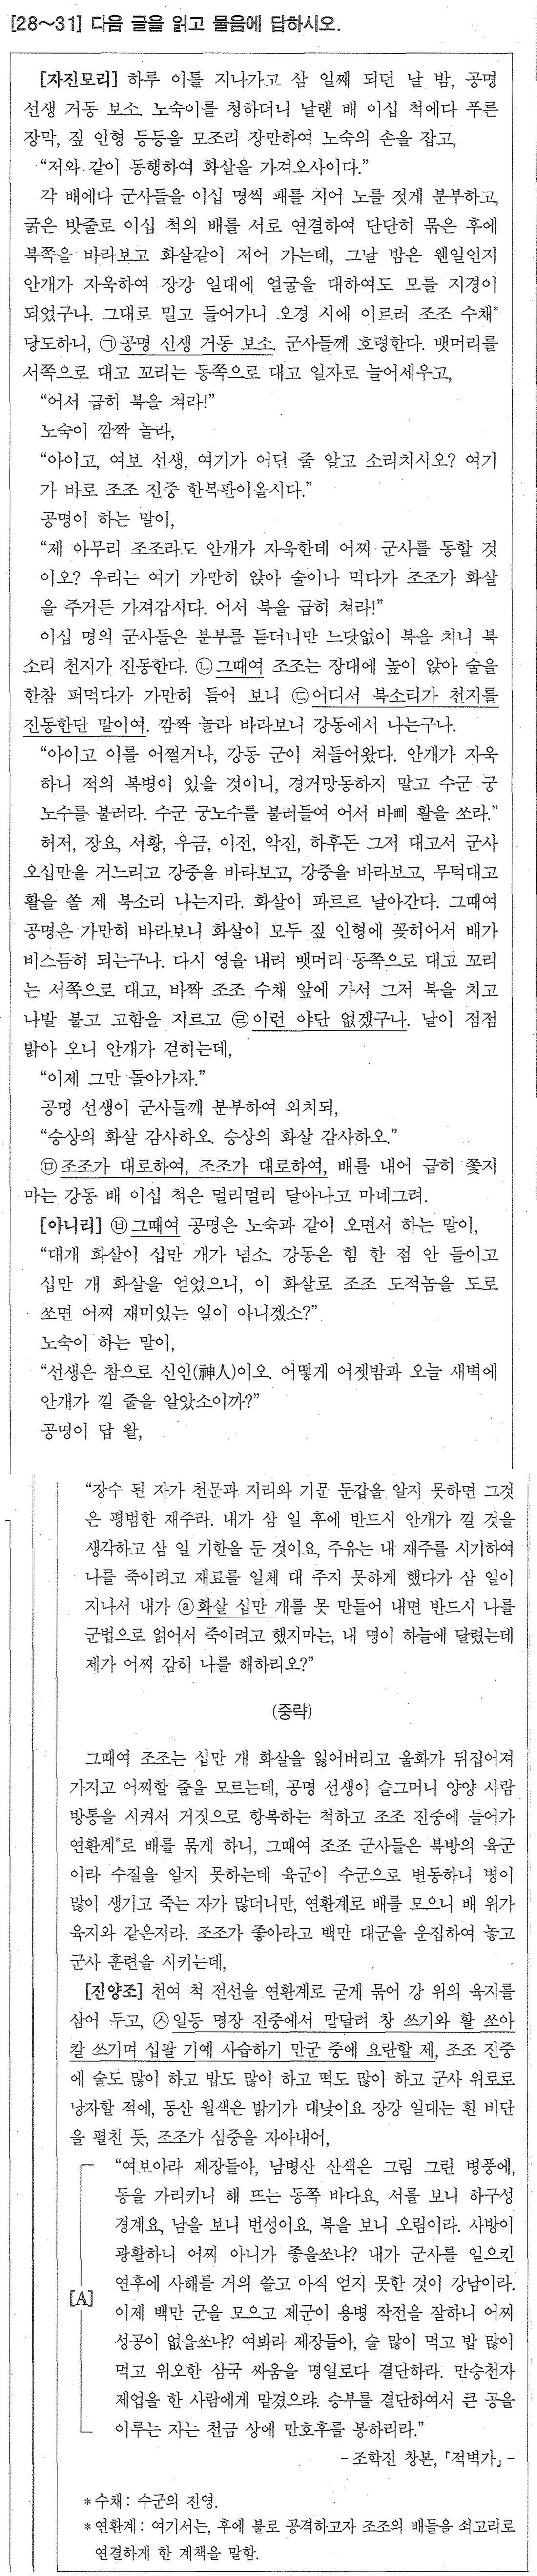 [28～31] 다음 글을 읽고 물음에 답하시오.
[자진모리] 하루 이틀 지나가고 삼 일째 되던 날 밤, 공명
선생 거동 보소. 노숙이를 청하더니 날랜 배 이십 척에다 푸른
장막, 짚 인형 등등을 모조리 장만하여 노숙의 손을 잡고,
“저와 같이 동행하여 화살을 가져오사이다.”
각 배에다 군사들을 이십 명씩 패를 지어 노를 젓게 분부하고,
굵은 밧줄로 이십 척의 배를 서로 연결하여 단단히 묶은 후에
북쪽을 바라보고 화살같이 저어 가는데, 그날 밤은 웬일인지
안개가 자욱하여 장강 일대에 얼굴을 대하여도 모를 지경이
되었구나. 그대로 밀고 들어가니 오경 시에 이르러 조조 수채*
당도하니, ㉠공명 선생 거동 보소. 군사들께 호령한다. 뱃머리를
서쪽으로 대고 꼬리는 동쪽으로 대고 일자로 늘어세우고,
“어서 급히 북을 쳐라!”
노숙이 깜짝 놀라,
“아이고, 여보 선생, 여기가 어딘 줄 알고 소리치시오? 여기
가 바로 조조 진중 한복판이올시다.”
공명이 하는 말이,
“제 아무리 조조라도 안개가 자욱한데 어찌 군사를 동할 것
이오? 우리는 여기 가만히 앉아 술이나 먹다가 조조가 화살
을 주거든 가져갑시다. 어서 북을 급히 쳐라!”
이십 명의 군사들은 분부를 듣더니만 느닷없이 북을 치니 북
소리 천지가 진동한다. ㉡그때여 조조는 장대에 높이 앉아 술을
한참 퍼먹다가 가만히 들어 보니 ㉢어디서 북소리가 천지를
진동한단 말이여. 깜짝 놀라 바라보니 강동에서 나는구나.
“아이고 이를 어쩔거나, 강동 군이 쳐들어왔다. 안개가 자욱
하니 적의 복병이 있을 것이니, 경거망동하지 말고 수군 궁
노수를 불러라. 수군 궁노수를 불러들여 어서 바삐 활을 쏘라.”
허저, 장요, 서황, 우금, 이전, 악진, 하후돈 그저 대고서 군사
오십만을 거느리고 강중을 바라보고, 강중을 바라보고, 무턱대고
활을 쏠 제 북소리 나는지라. 화살이 파르르 날아간다. 그때여
공명은 가만히 바라보니 화살이 모두 짚 인형에 꽂히어서 배가
비스듬히 되는구나. 다시 영을 내려 뱃머리 동쪽으로 대고 꼬리
는 서쪽으로 대고, 바짝 조조 수채 앞에 가서 그저 북을 치고
나발 불고 고함을 지르고 ㉣이런 야단 없겠구나. 날이 점점
밝아 오니 안개가 걷히는데,
“이제 그만 돌아가자.”
공명 선생이 군사들께 분부하여 외치되,
“승상의 화살 감사하오. 승상의 화살 감사하오.”
㉤조조가 대로하여, 조조가 대로하여, 배를 내어 급히 쫓지
마는 강동 배 이십 척은 멀리멀리 달아나고 마네그려.
[아니리] ㉥그때여 공명은 노숙과 같이 오면서 하는 말이,
“대개 화살이 십만 개가 넘소. 강동은 힘 한 점 안 들이고
십만 개 화살을 얻었으니, 이 화살로 조조 도적놈을 도로
쏘면 어찌 재미있는 일이 아니겠소?”
노숙이 하는 말이,
“선생은 참으로 신인(神人)이오. 어떻게 어젯밤과 오늘 새벽에
안개가 낄 줄을 알았소이까?”
공명이 답 왈,
“장수 된 자가 천문과 지리와 기문 둔갑을 알지 못하면 그것
은 평범한 재주라. 내가 삼 일 후에 반드시 안개가 낄 것을
생각하고 삼 일 기한을 둔 것이요, 주유는 내 재주를 시기하여
나를 죽이려고 재료를 일체 대 주지 못하게 했다가 삼 일이
지나서 내가 ⓐ화살 십만 개를 못 만들어 내면 반드시 나를
군법으로 얽어서 죽이려고 했지마는, 내 명이 하늘에 달렸는데
제가 어찌 감히 나를 해하리오?”
(중략)
그때여 조조는 십만 개 화살을 잃어버리고 울화가 뒤집어져
가지고 어찌할 줄을 모르는데, 공명 선생이 슬그머니 양양 사람
방통을 시켜서 거짓으로 항복하는 척하고 조조 진중에 들어가
연환계*로 배를 묶게 하니, 그때여 조조 군사들은 북방의 육군
이라 수질을 알지 못하는데 육군이 수군으로 변동하니 병이
많이 생기고 죽는 자가 많더니만, 연환계로 배를 모으니 배 위가
육지와 같은지라. 조조가 좋아라고 백만 대군을 운집하여 놓고
군사 훈련을 시키는데,
[진양조] 천여 척 전선을 연환계로 굳게 묶어 강 위의 육지를
삼어 두고, ㉦일등 명장 진중에서 말달려 창 쓰기와 활 쏘아
칼 쓰기며 십팔 기예 사습하기 만군 중에 요란할 제, 조조 진중
에 술도 많이 하고 밥도 많이 하고 떡도 많이 하고 군사 위로로
낭자할 적에, 동산 월색은 밝기가 대낮이요 장강 일대는 흰 비단
을 펼친 듯, 조조가 심중을 자아내어,
[A]
“여보아라 제장들아, 남병산 산색은 그림 그린 병풍에,
동을 가리키니 해 뜨는 동쪽 바다요, 서를 보니 하구성
경계요, 남을 보니 번성이요, 북을 보니 오림이라. 사방이
광활하니 어찌 아니가 좋을쏘냐? 내가 군사를 일으킨
연후에 사해를 거의 쓸고 아직 얻지 못한 것이 강남이라.
이제 백만 군을 모으고 제군이 용병 작전을 잘하니 어찌
성공이 없을쏘냐? 여봐라 제장들아, 술 많이 먹고 밥 많이
먹고 위오한 삼국 싸움을 명일로다 결단하라. 만승천자
제업을 한 사람에게 맡겼으랴. 승부를 결단하여서 큰 공을
이루는 자는 천금 상에 만호후를 봉하리라.”
- 조학진 창본, 「적벽가」 -
*수채 : 수군의 진영.
*연환계 : 여기서는, 후에 불로 공격하고자 조조의 배들을 쇠고리로
연결하게 한 계책을 말함.